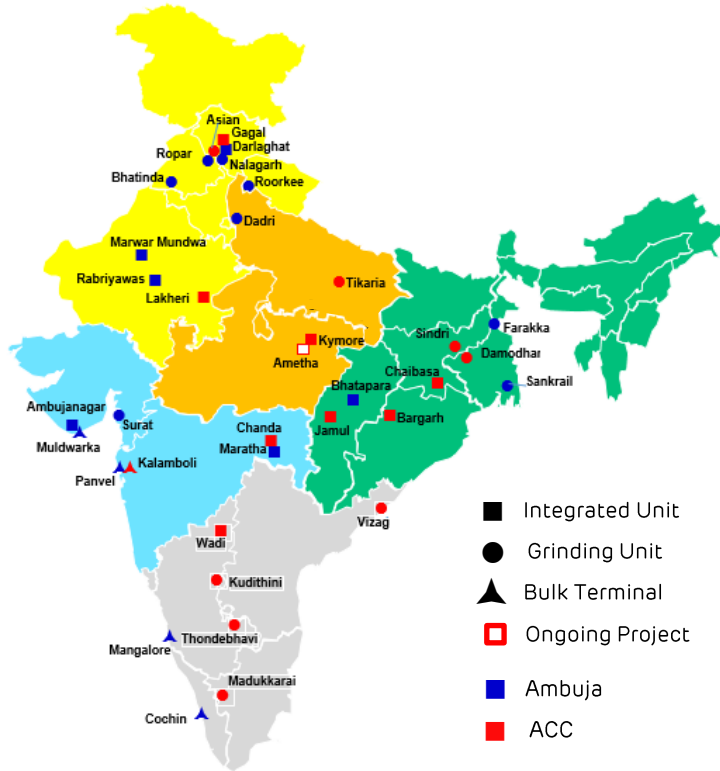 Asian
Gagal
Darlaghat
Ropar
Nalagarh
Bhatinda
Roorkee
Dadri
Marwar Mundwa
Rabriyawas
Lakheri
Tikaria
Farakka
Kymore
Sindri
Ametha
Damodhar
Chaibasa
Bhatapara
Sankrail
Ambujanagar
Surat
Jamul
Bargarh
Chanda
Muldwarka
Maratha
Kalamboli
Panvel
Vizag
Wadi
Kudithini
Thondebhavi
Mangalore
Madukkarai
Cochin
Integrated Unit
Grinding Unit
Bulk Terminal
Ongoing Project
Ambuja
ACC